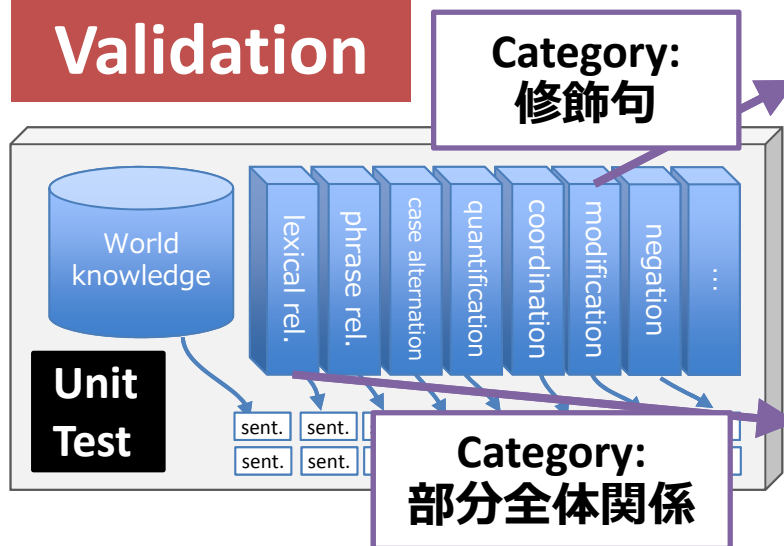 Validation
Category:
修飾句
World
knowledge
lexical rel.
phrase rel.
case alternation
quantification
coordination
modification
negation
...
Unit
Test
sent.
sent.
sent.
sent.
Category:
部分全体関係